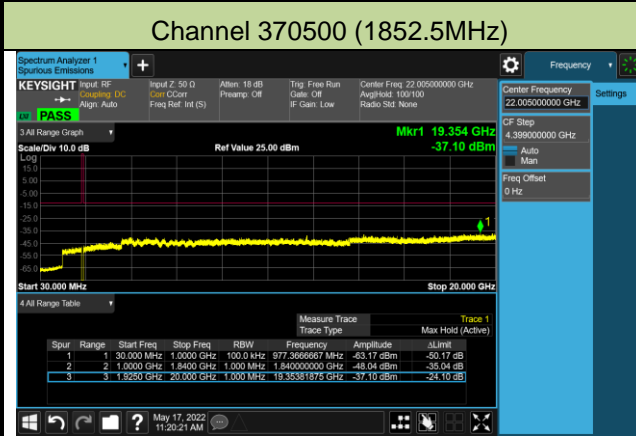 Channel 370500 (1852.5MHz)
Spectrum Analyzer 1
Spurious Emissions
Frequency
KEYSIGHT
Input: RF
Coupling: DC
Align: Auto
Input Z: 50 Ω
Corr CCorr
Freq Ref: Int (S)
Atten: 18 dB
Preamp: Off
Trig: Free Run
Gate: Off
IF Gain: Low
Center Freq: 22.005000000 GHz
Avg|Hold: 100/100
Radio Std: None
PASS
Center Frequency
22.005000000 GHz
Settings
CF Step
4.399000000 GHz
Auto
Man
Freq Offset
0 Hz
3 All Range Graph
Mkr1 19.354 GHz
Scale/Div 10.0 dB
Ref Value 25.00 dBm
-37.10 dBm
Log
15.0
5.00
-5.00
-15.0
-25.0
-35.0
-45.0
-55.0
-65.0
1
Start 30.000 MHz
Stop 20.000 GHz
4 All Range Table
Measure Trace Trace 1
Trace Type Max Hold (Active)
Spur Range Start Freq Stop Freq RBW Frequency Amplitude ΔLimit
1 1 30.000 MHz 1.0000 GHz 100.0 kHz 977.3666667 MHz -63.17 dBm -50.17 dB
2 2 1.0000 GHz 1.8400 GHz 1.000 MHz 1.840000000 GHz -48.04 dBm -35.04 dB
3 3 1.9250 GHz 20.000 GHz 1.000 MHz 19.35381875 GHz -37.10 dBm -24.10 dB
May 17, 2022
11:20:21 AM